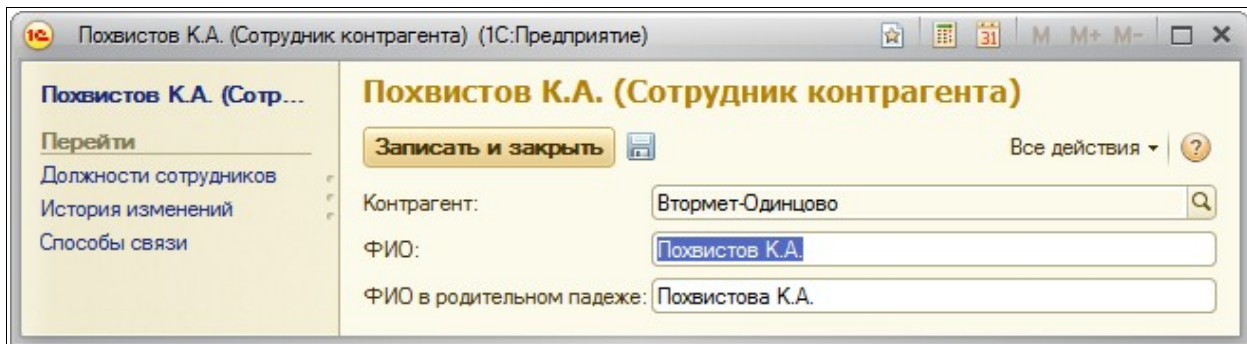 1С Похвистов К.А. (Сотрудник контрагента) (1С:Предприятие) 31 M M+ M-
Похвистов К.А. (Сотр...
Перейти
Должности сотрудников
История изменений
Способы связи
Похвистов К.А. (Сотрудник контрагента)
Записать и закрыть Все действия ?
Контрагент: Втормет-Одинцово
ФИО: Похвистов К.А.
ФИО в родительном падеже: Похвистова К.А.